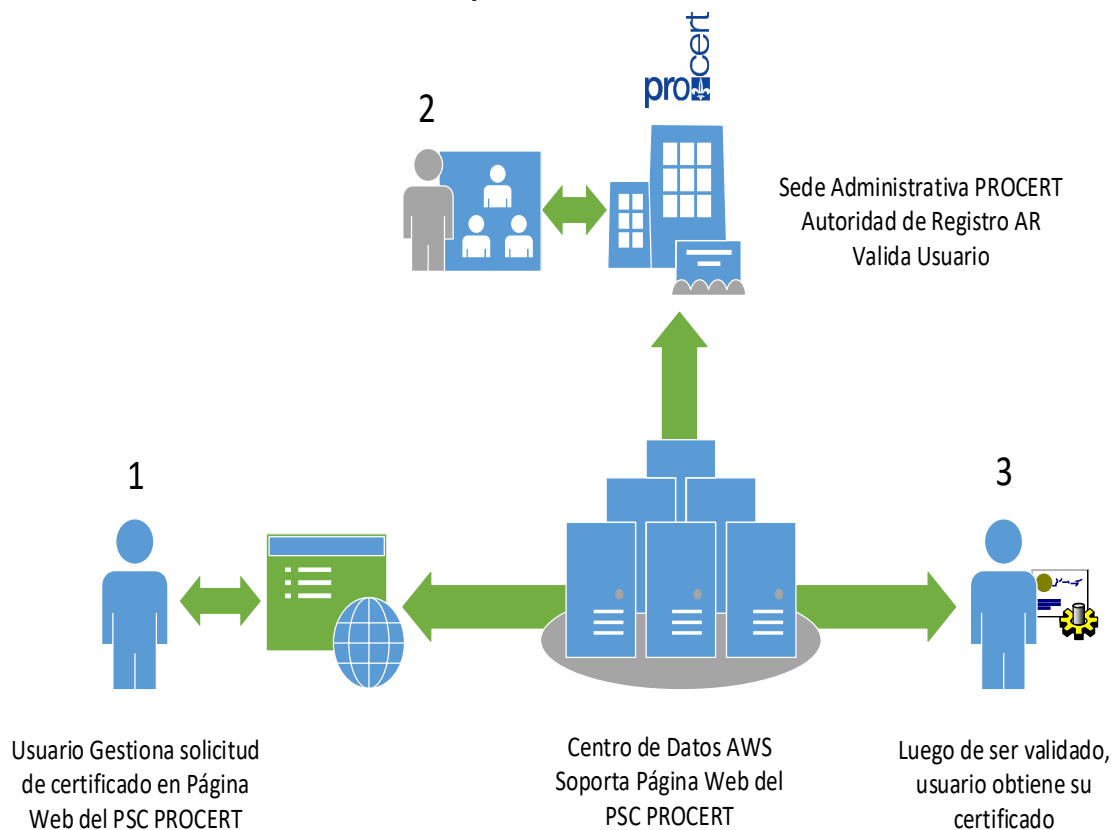 procert
2
Sede Administrativa PROCERT
Autoridad de Registro AR
Valida Usuario
1
3
Usuario Gestiona solicitud
de certificado en Página
Web del PSC PROCERT
Centro de Datos AWS
Soporta Página Web del
PSC PROCERT
Luego de ser validado,
usuario obtiene su
certificado